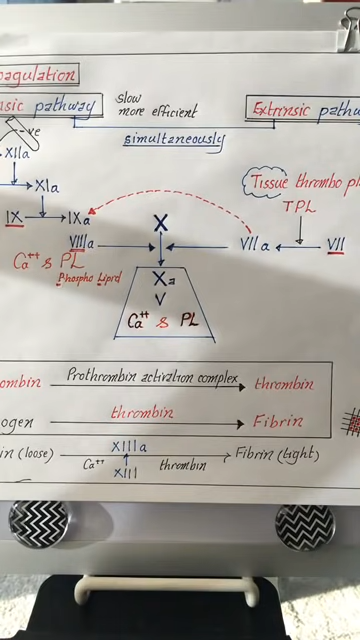 oagulation
nsic pathway
slow
more efficient
Extrinsic pathw
simultaneously
-ve
XIIa
XIa
Tissue thrombo pl
TPL
IX → IXa
X
VIIIa
VIIa ← VII
Ca++ & PL
Phospho Lipid
Xa
V
Ca++ & PL
ombin Prothrombin activation complex thrombin
ogen thrombin Fibrin
in (loose) XIIIa Fibrin (tight)
Ca++ XIII thrombin